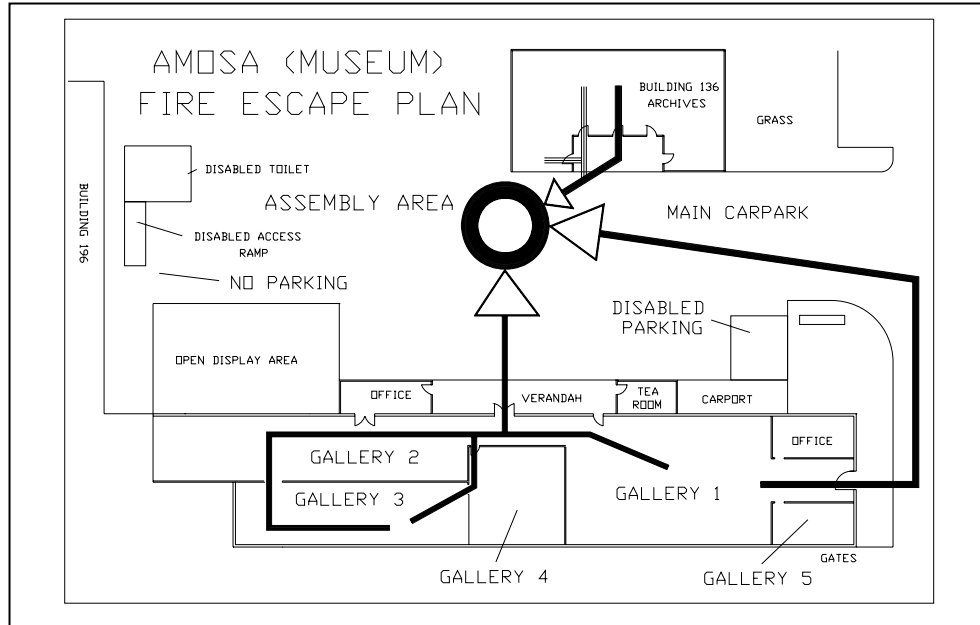 AMOSA (MUSEUM)
FIRE ESCAPE PLAN
BUILDING 136
ARCHIVES
GRASS
DISABLED TOILET
BUILDING 196
ASSEMBLY AREA
MAIN CARPARK
DISABLED ACCESS
RAMP
NO PARKING
DISABLED
PARKING
OPEN DISPLAY AREA
OFFICE
VERANDAH
TEA
ROOM
CARPORT
OFFICE
GALLERY 2
GALLERY 3
GALLERY 1
GATES
GALLERY 4
GALLERY 5